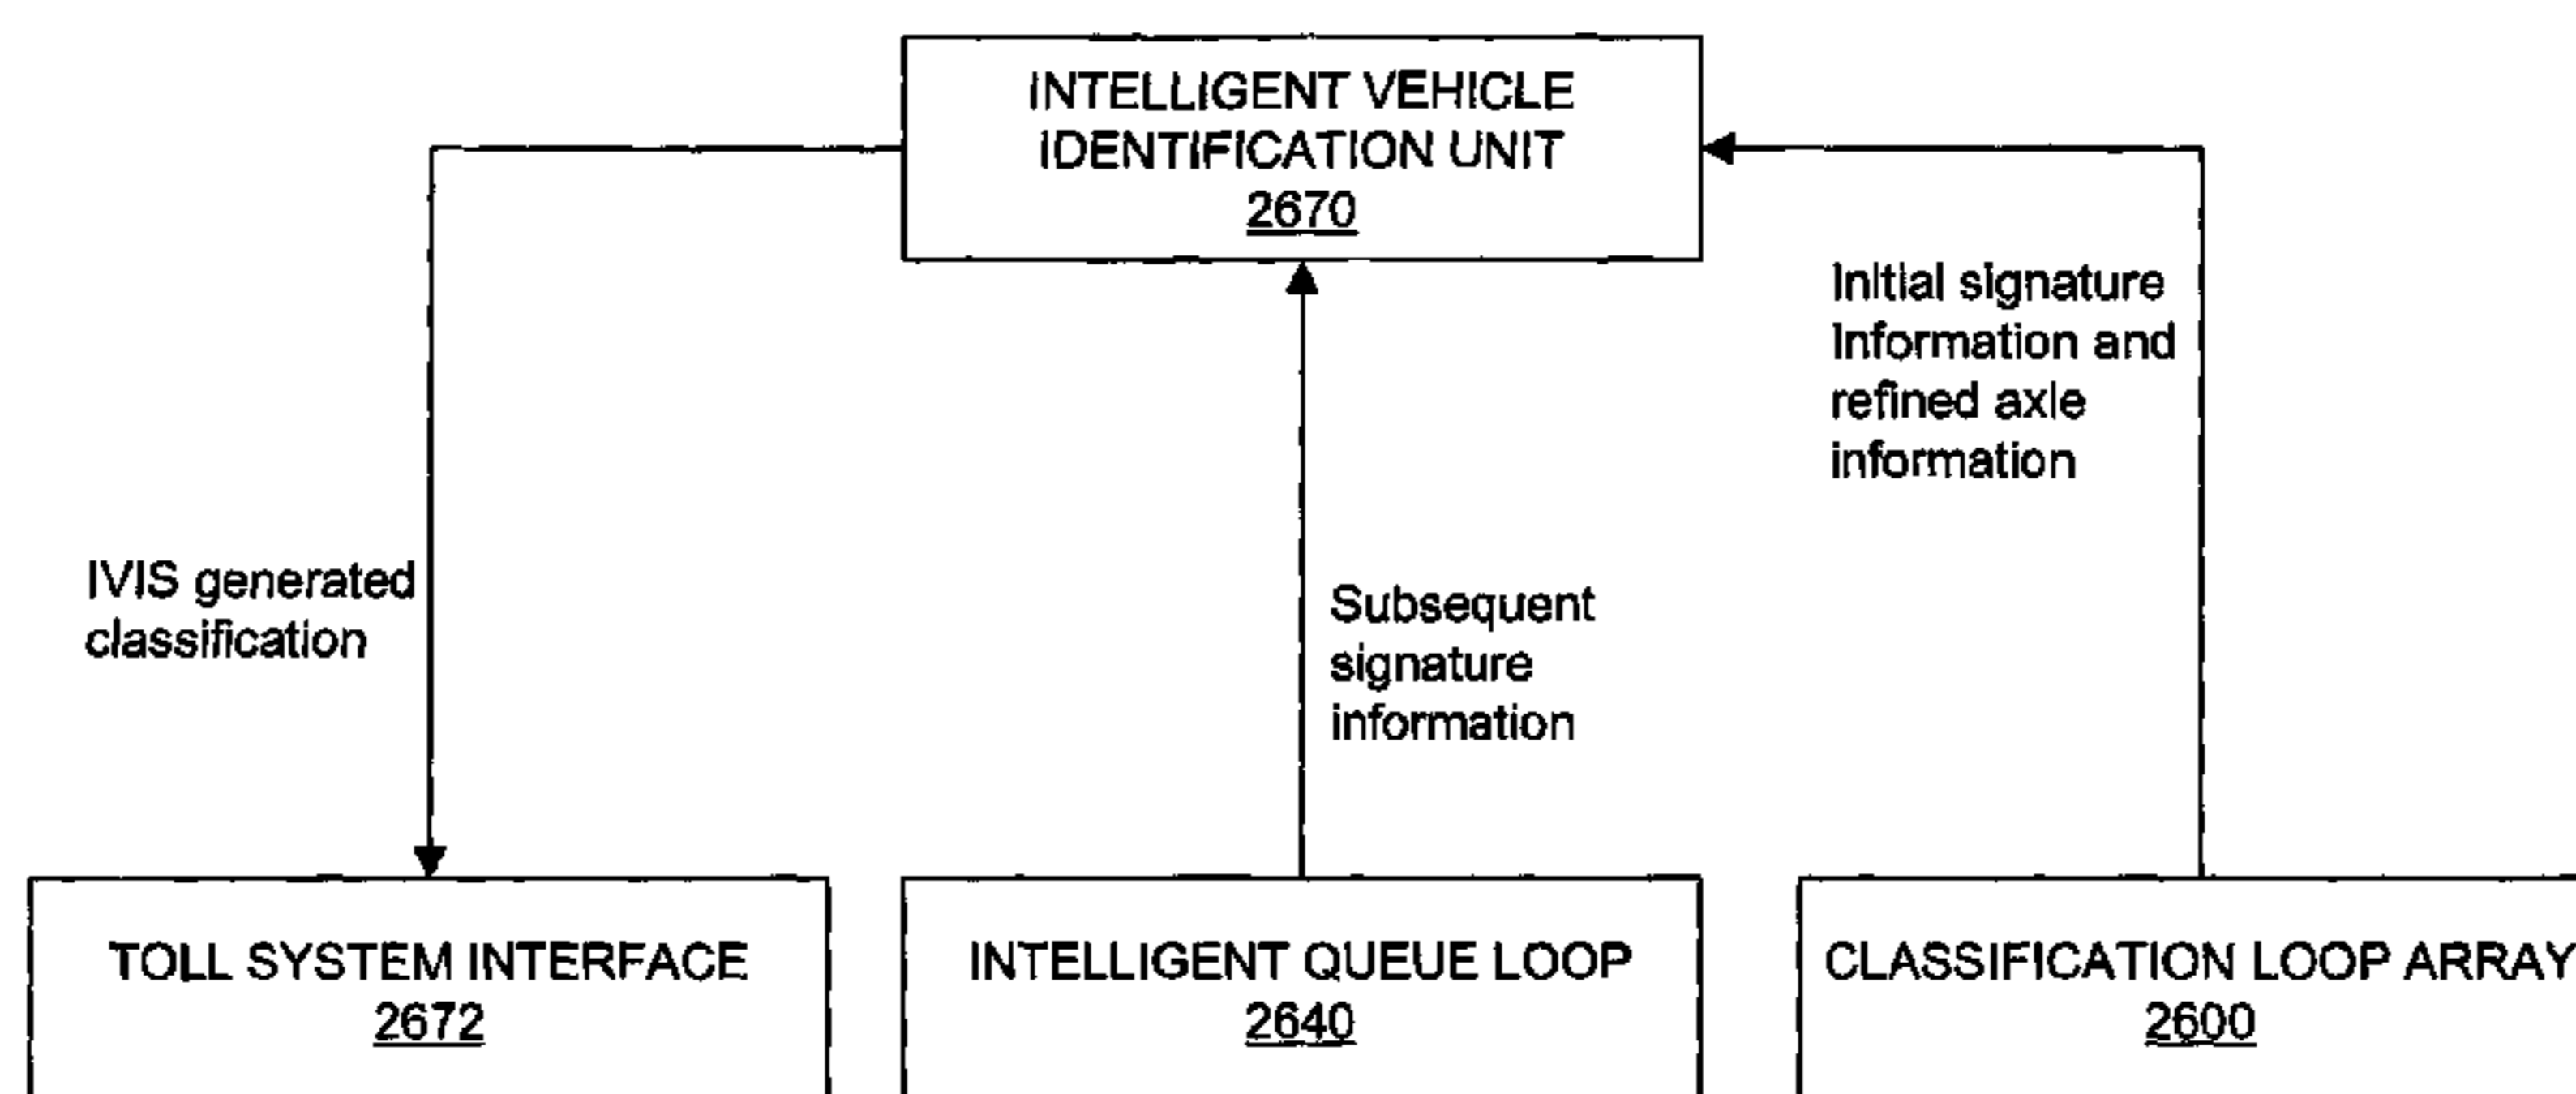 INTELLIGENT VEHICLE
IDENTIFICATION UNIT
2670
Initial signature
Information and
refined axle
information
IVIS generated
classification
Subsequent
signature
information
TOLL SYSTEM INTERFACE
2672
INTELLIGENT QUEUE LOOP
2640
CLASSIFICATION LOOP ARRAY
2600